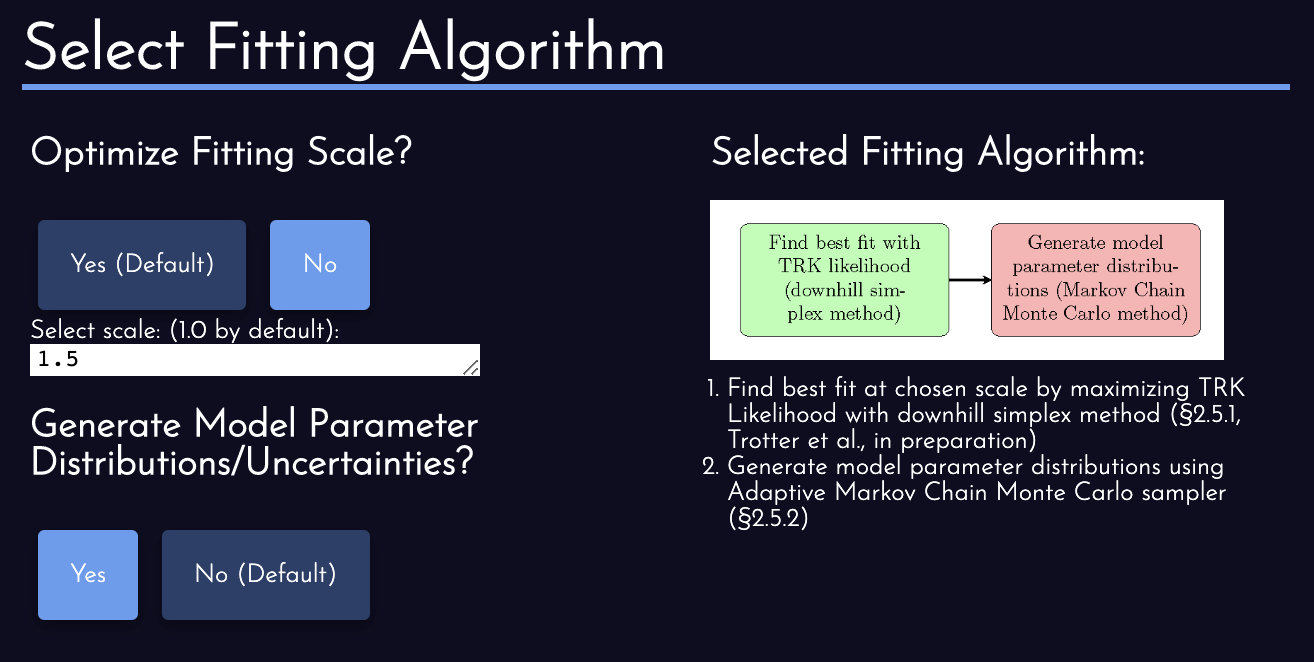 Select Fitting Algorithm
Optimize Fitting Scale?
Yes (Default)
No
Select scale: (1.0 by default):
1.5
Generate Model Parameter
Distributions/Uncertainties?
Yes
No (Default)
Selected Fitting Algorithm:
Find best fit with
TRK likelihood
(downhill sim-
plex method)
Generate model
parameter distribu-
tions (Markov Chain
Monte Carlo method)
1. Find best fit at chosen scale by maximizing TRK
Likelihood with downhill simplex method (§2.5.1,
Trotter et al., in preparation)
2. Generate model parameter distributions using
Adaptive Markov Chain Monte Carlo sampler
(§2.5.2)